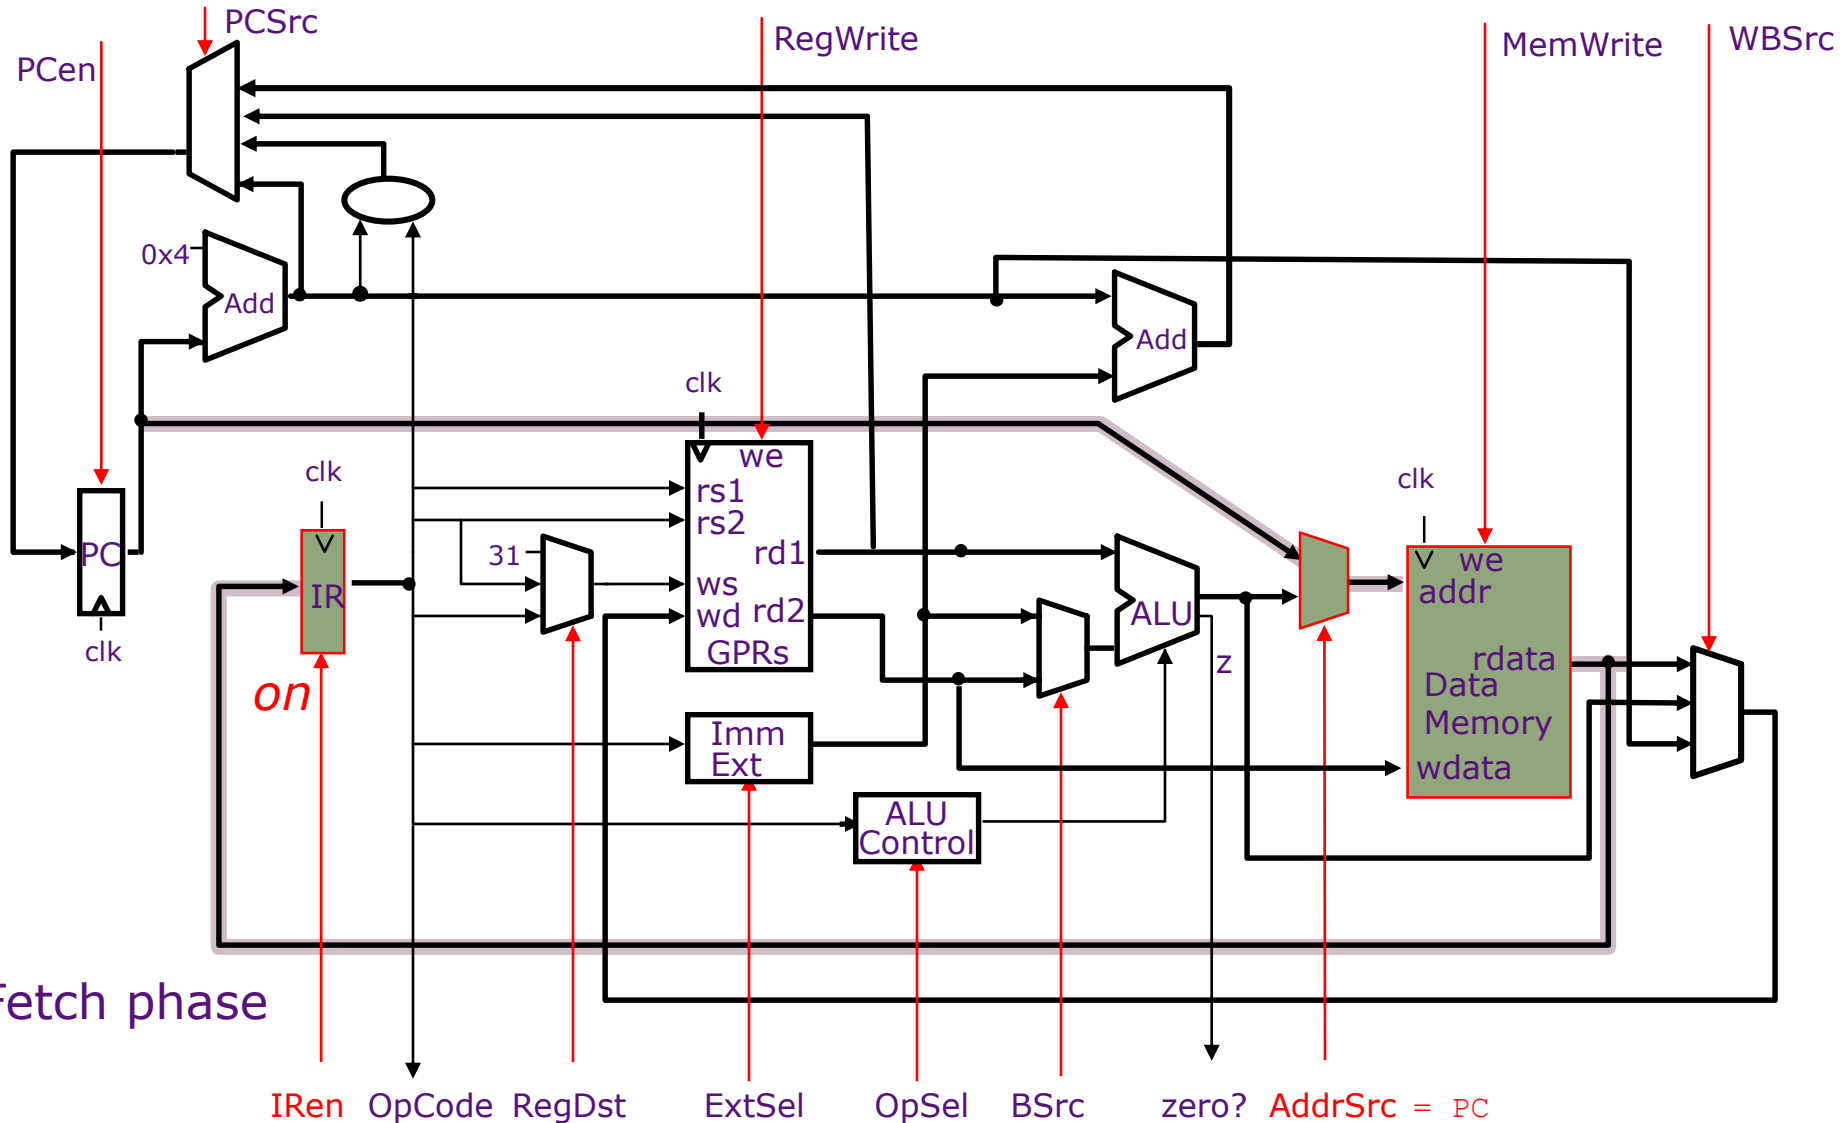 PCSrc
RegWrite
MemWrite
WBSrc
PCen
0x4
Add
Add
clk
we
clk
clk
rs1
rs2
31
rd1
PC
we
addr
IR
ws
wd
rd2
ALU
GPRs
clk
on
z
rdata
Data
Memory
Imm
Ext
wdata
ALU
Control
Fetch phase
IRen
OpCode
RegDst
ExtSel
OpSel
BSrc
zero?
AddrSrc = PC